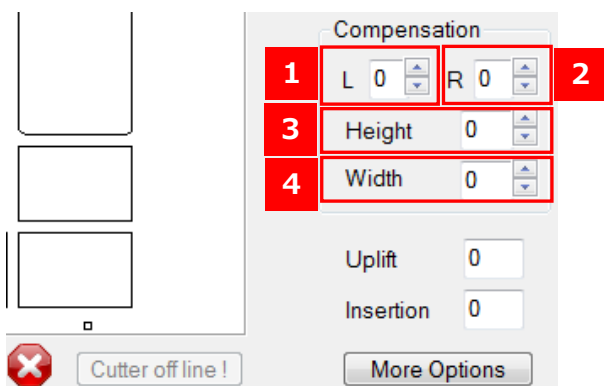 Compensation
1 L 0 R 0 2
3 Height 0
4 Width 0
Uplift 0
Insertion 0
Cutter off line !
More Options